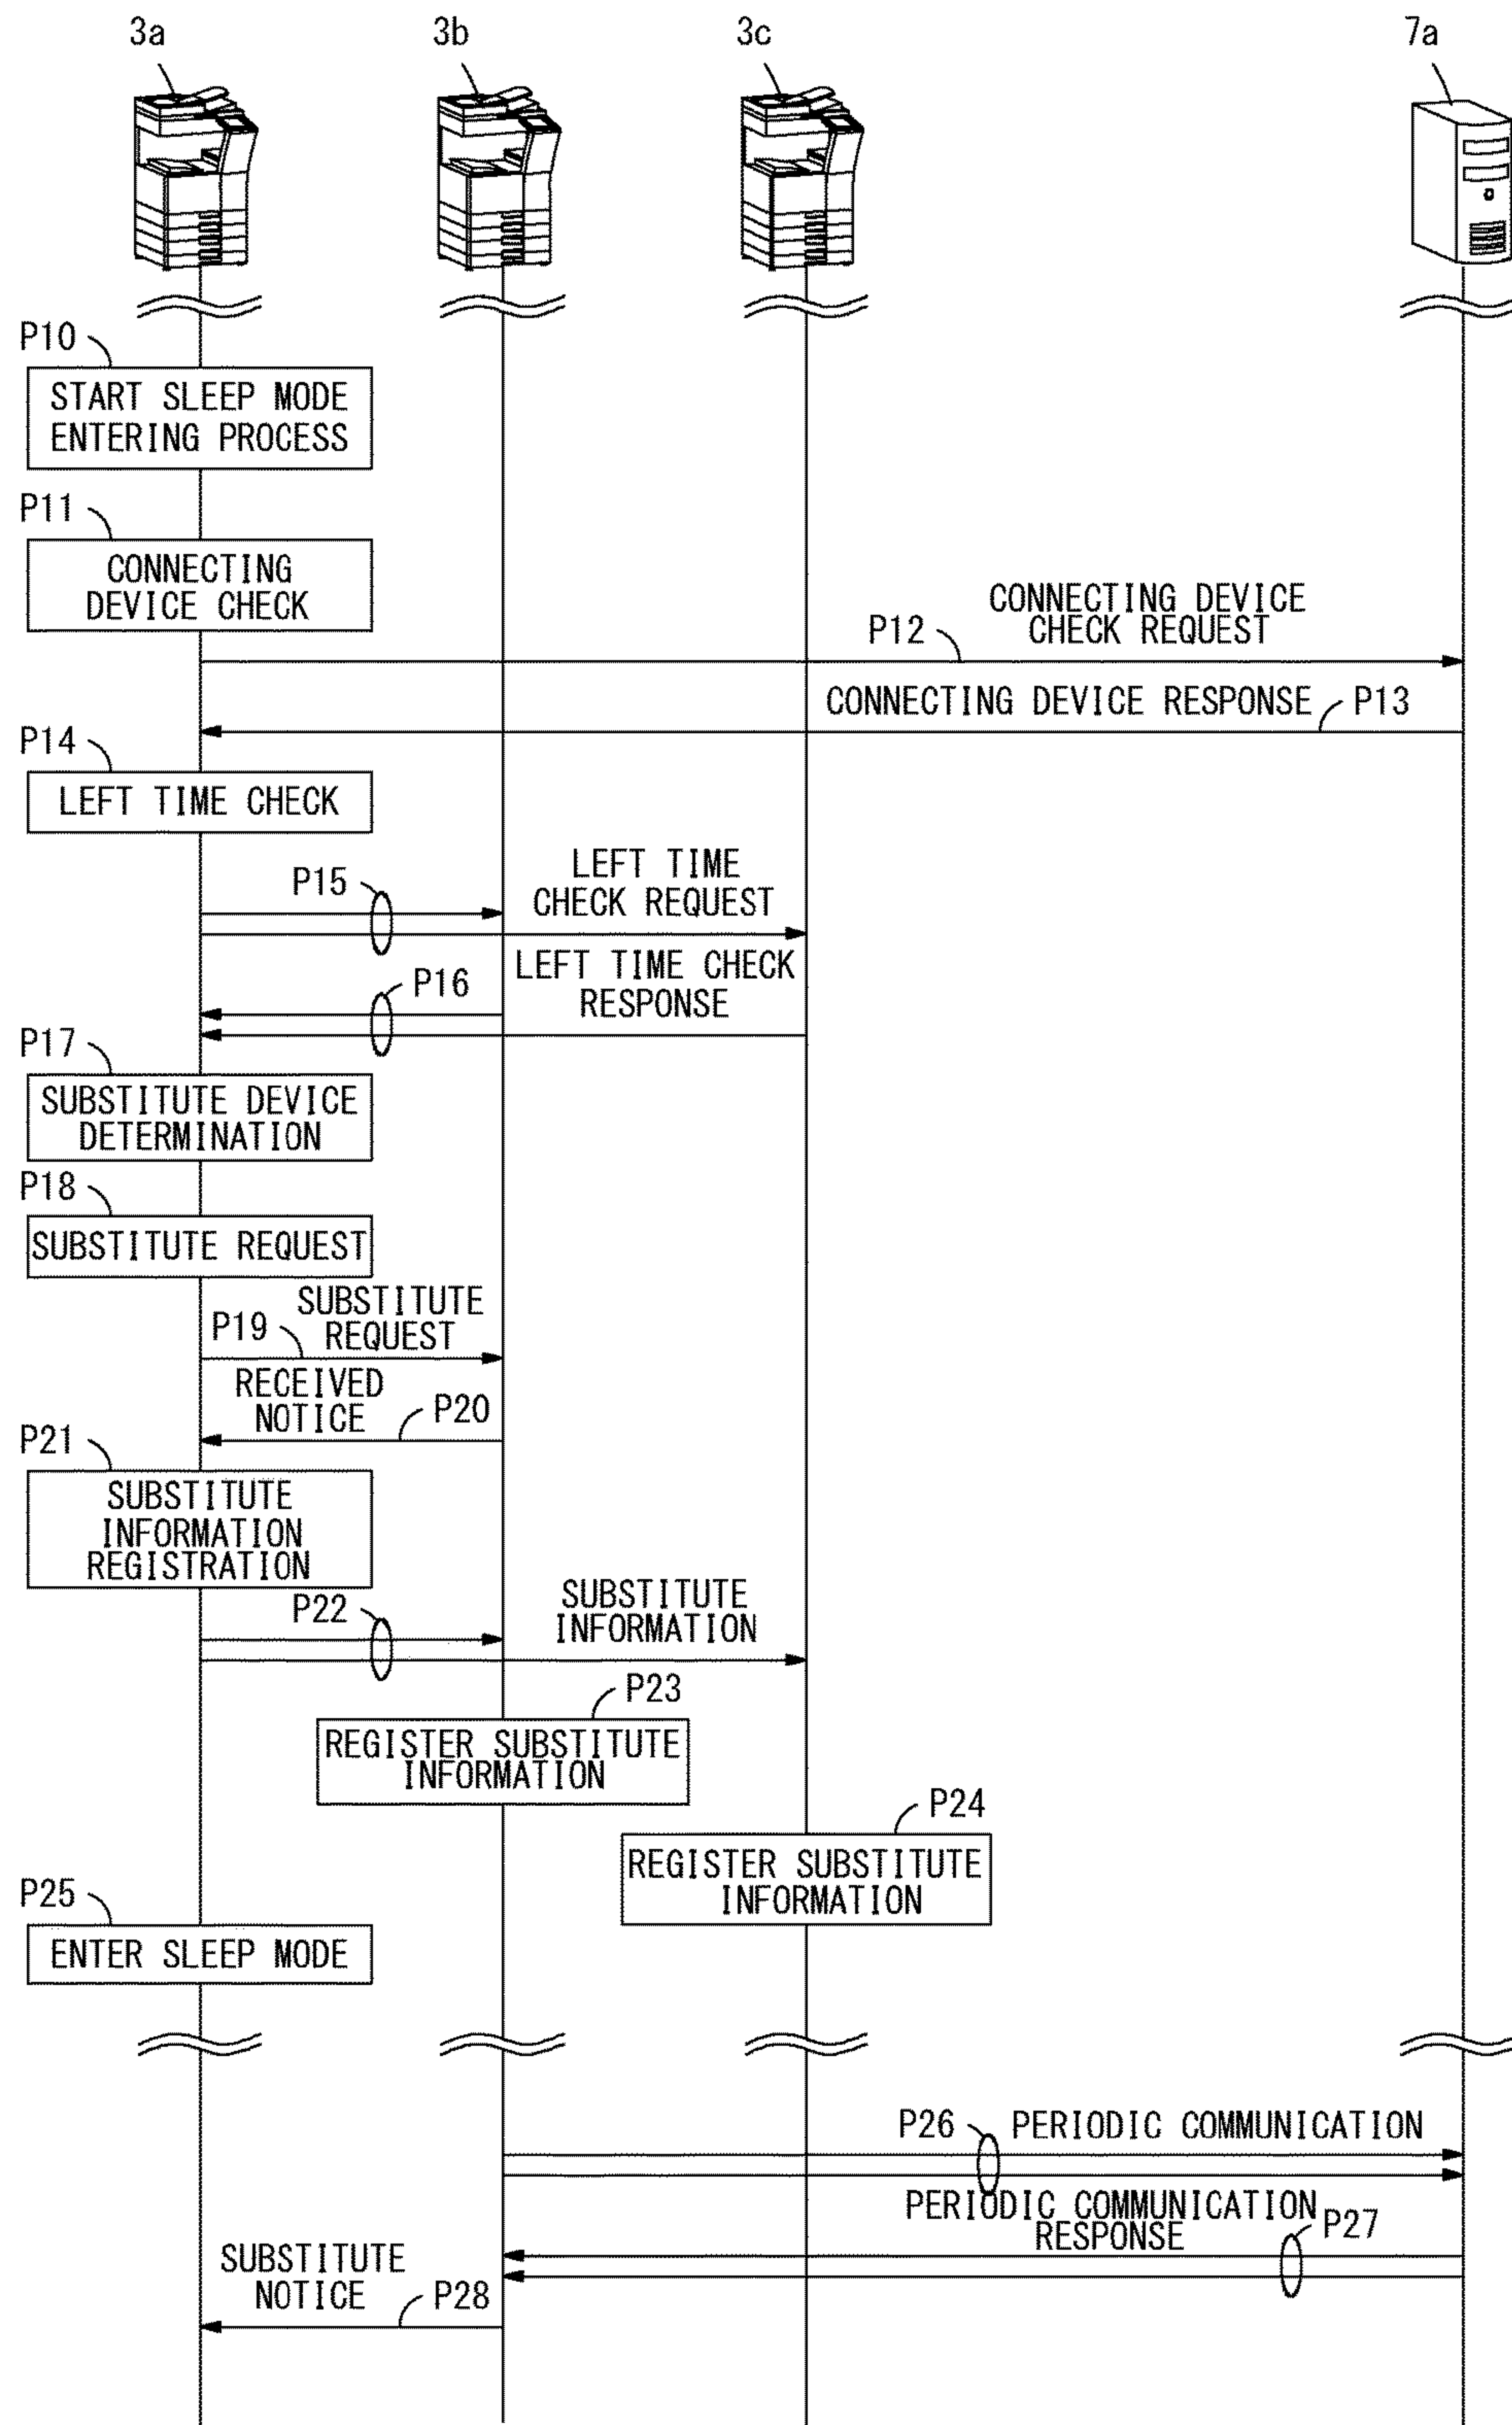 3a
3b
3c
7a
P10
START SLEEP MODE
ENTERING PROCESS
P11
CONNECTING
DEVICE CHECK
CONNECTING DEVICE
CHECK REQUEST
P12
CONNECTING DEVICE RESPONSE
P13
P14
LEFT TIME CHECK
P15
LEFT TIME
CHECK REQUEST
P16
LEFT TIME CHECK
RESPONSE
P17
SUBSTITUTE DEVICE
DETERMINATION
P18
SUBSTITUTE REQUEST
P19
SUBSTITUTE
REQUEST
RECEIVED
NOTICE
P20
P21
SUBSTITUTE
INFORMATION
REGISTRATION
P22
SUBSTITUTE
INFORMATION
P23
REGISTER SUBSTITUTE
INFORMATION
P24
REGISTER SUBSTITUTE
INFORMATION
P25
ENTER SLEEP MODE
P26
PERIODIC COMMUNICATION
PERIODIC COMMUNICATION
RESPONSE
P27
SUBSTITUTE
NOTICE
P28